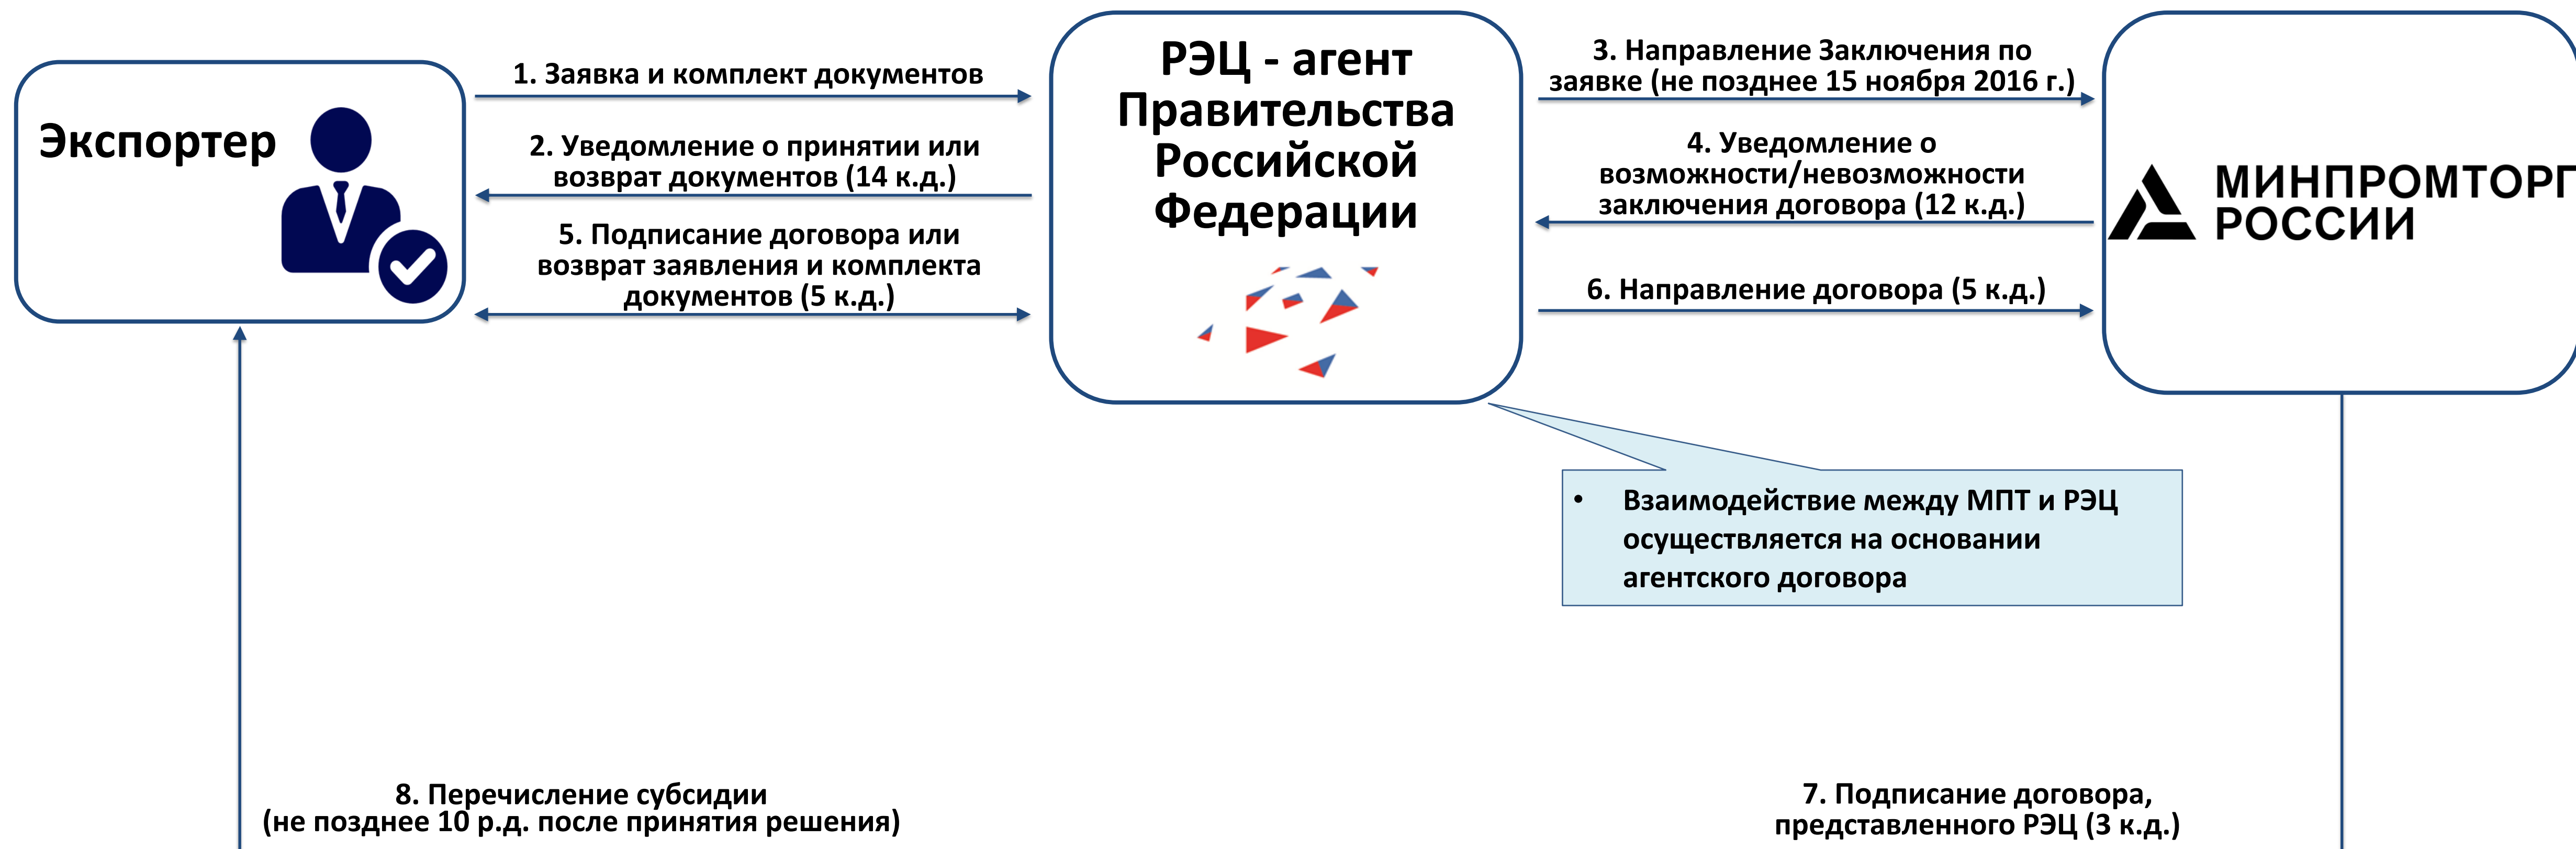 Экспортер
1. Заявка и комплект документов
2. Уведомление о принятии или
возврат документов (14 к.д.)
5. Подписание договора или
возврат заявления и комплекта
документов (5 к.д.)
РЭЦ - агент
Правительства
Российской
Федерации
3. Направление Заключения по
заявке (не позднее 15 ноября 2016 г.)
4. Уведомление о
возможности/невозможности
заключения договора (12 к.д.)
6. Направление договора (5 к.д.)
МИНПРОМТОРГ
РОССИИ
• Взаимодействие между МПТ и РЭЦ
осуществляется на основании
агентского договора
8. Перечисление субсидии
(не позднее 10 р.д. после принятия решения)
7. Подписание договора,
представленного РЭЦ (3 к.д.)